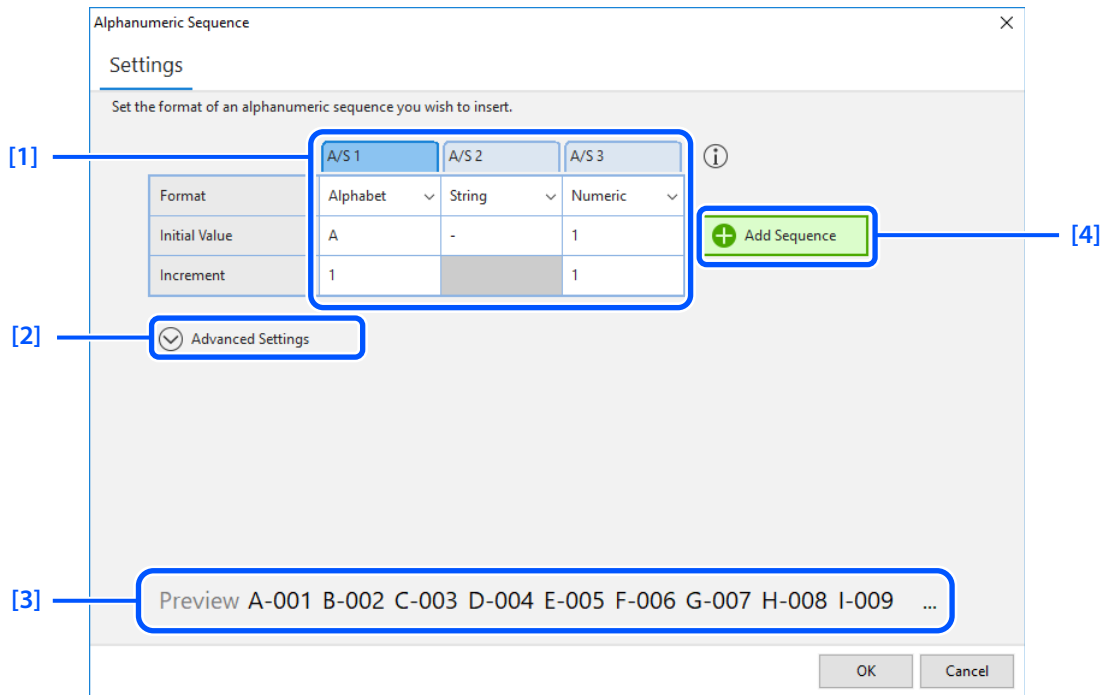 Alphanumeric Sequence
Settings
Set the format of an alphanumeric sequence you wish to insert.
[1]
A/S 1 A/S 2 A/S 3
Format Alphabet String Numeric
Initial Value A - 1
Add Sequence
[4]
Increment 1 1
[2]
Advanced Settings
[3]
Preview A-001 B-002 C-003 D-004 E-005 F-006 G-007 H-008 I-009 ...
OK Cancel